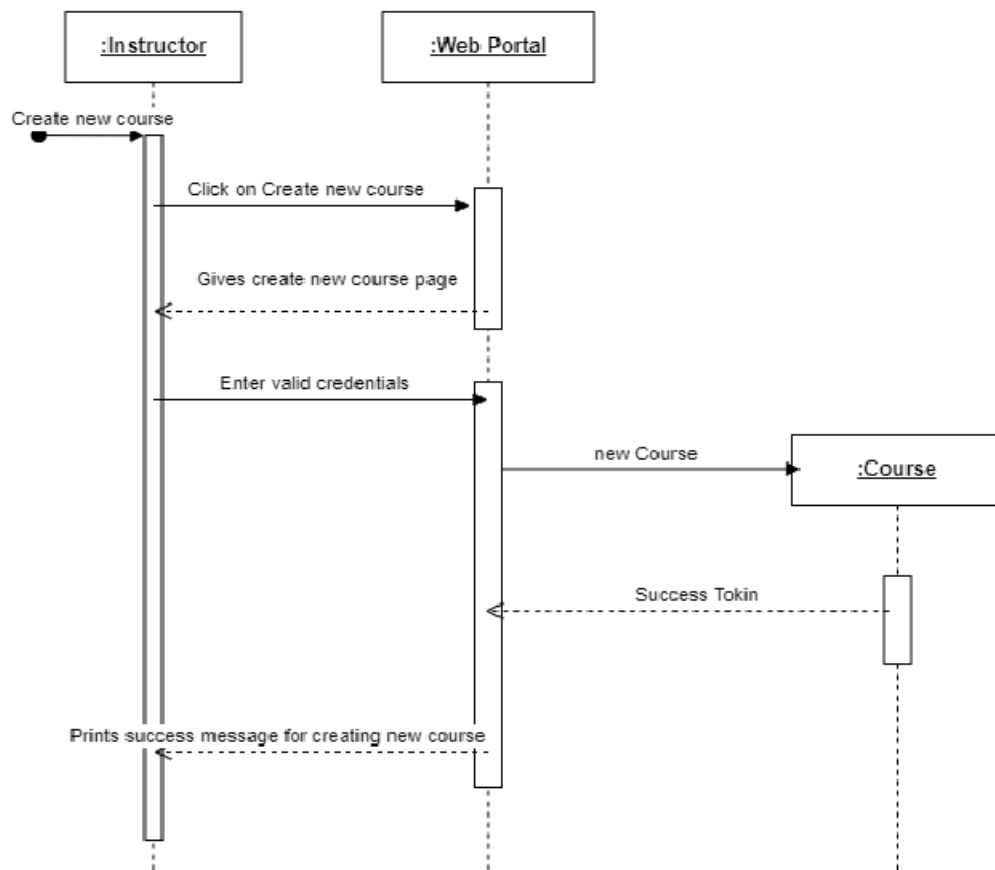 :Instructor
:Web Portal
Create new course
Click on Create new course
Gives create new course page
Enter valid credentials
new Course
:Course
Success Tokin
Prints success message for creating new course